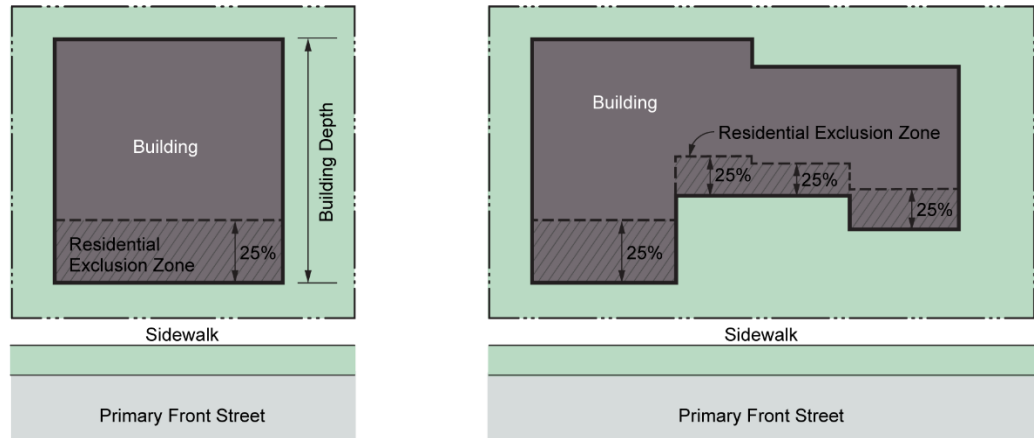 Building
Building Depth
Residential
Exclusion Zone
25%
Sidewalk
Primary Front Street
Building
Residential Exclusion Zone
25%
25%
25%
25%
Sidewalk
Primary Front Street